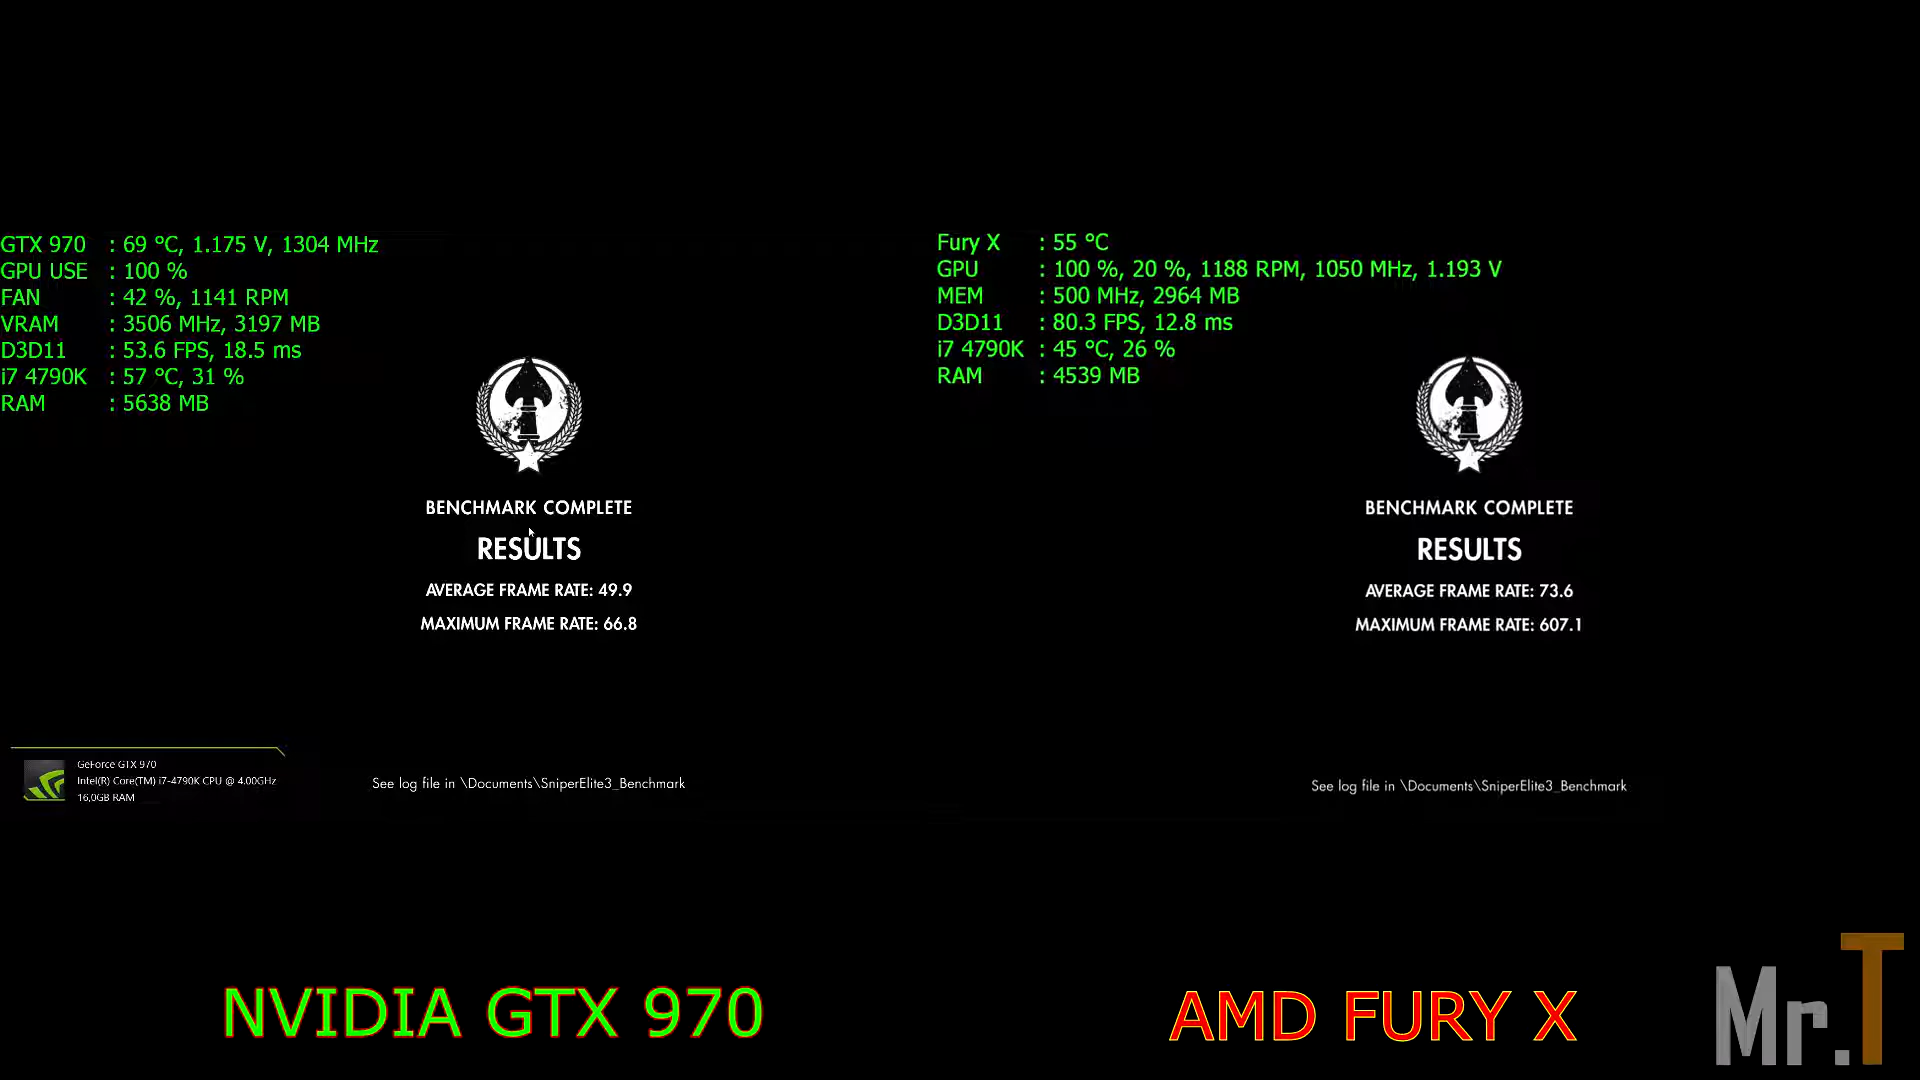 GTX 970 : 69 °C, 1.175 V, 1304 MHz
GPU USE : 100 %
FAN : 42 %, 1141 RPM
VRAM : 3506 MHz, 3197 MB
D3D11 : 53.6 FPS, 18.5 ms
i7 4790K : 57 °C, 31 %
RAM : 5638 MB
BENCHMARK COMPLETE
RESULTS
AVERAGE FRAME RATE: 49.9
MAXIMUM FRAME RATE: 66.8
GeForce GTX 970
Intel(R) Core(TM) i7-4790K CPU @ 4.00GHz
16,0GB RAM
See log file in \Documents\SniperElite3_Benchmark
Fury X : 55 °C
GPU : 100 %, 20 %, 1188 RPM, 1050 MHz, 1.193 V
MEM : 500 MHz, 2964 MB
D3D11 : 80.3 FPS, 12.8 ms
i7 4790K : 45 °C, 26 %
RAM : 4539 MB
BENCHMARK COMPLETE
RESULTS
AVERAGE FRAME RATE: 73.6
MAXIMUM FRAME RATE: 607.1
See log file in \Documents\SniperElite3_Benchmark
NVIDIA GTX 970
AMD FURY X
Mr.T